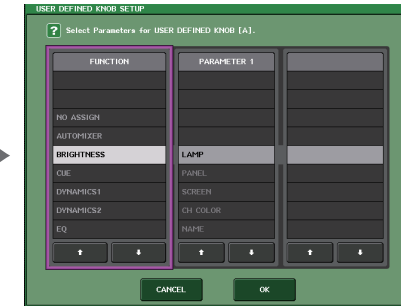 USER DEFINED KNOB SETUP
? Select Parameters for USER DEFINED KNOB [A].
FUNCTION PARAMETER 1
NO ASSIGN
AUTOMIXER
BRIGHTNESS LAMP
CUE PANEL
DYNAMICS1 SCREEN
DYNAMICS2 CH COLOR
EQ NAME
CANCEL OK